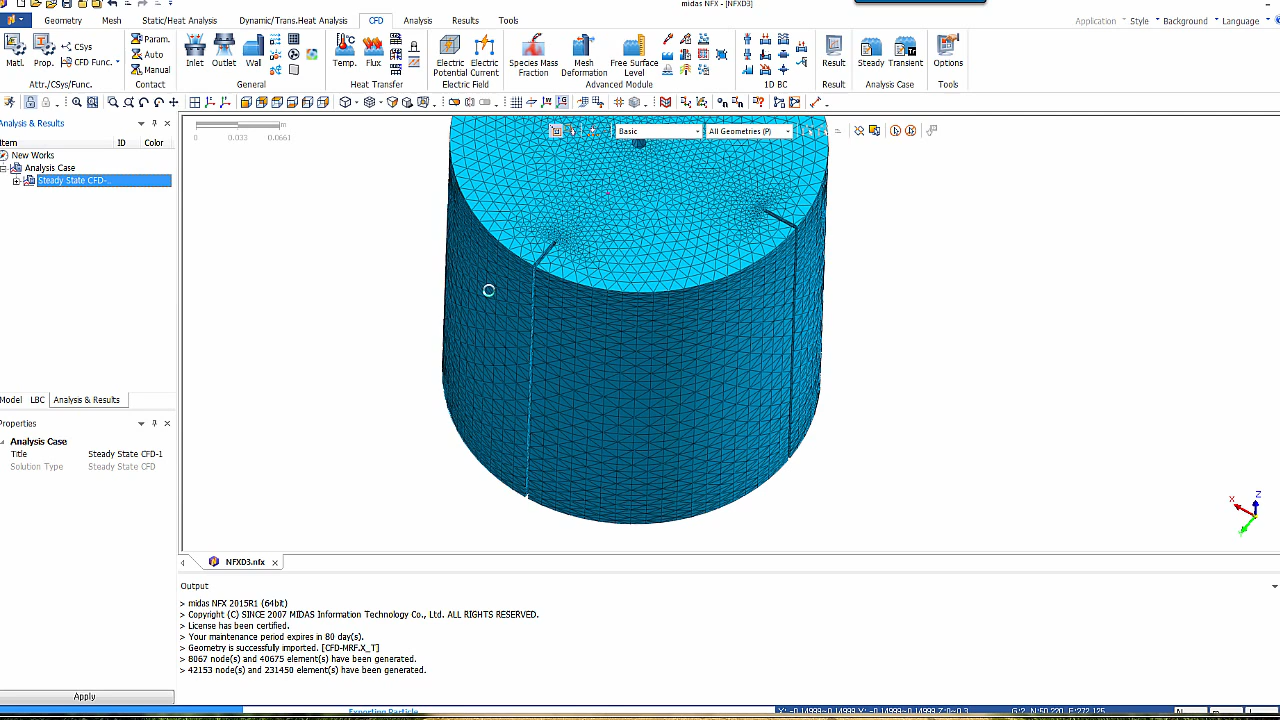 midas NFX - [NFXD3]
Geometry Mesh Static/Heat Analysis Dynamic/Trans.Heat Analysis CFD Analysis Results Tools Application Style Background Language
CSys
CFD Func.
Matl. Prop.
Attr./CSys/Func.
Param.
Auto
Manual
Contact
Inlet Outlet Wall
General
Temp. Flux
Heat Transfer
Electric Potential
Electric Current
Electric Field
Species Mass Fraction
Mesh Deformation
Free Surface Level
Advanced Module
1D BC
Result
Result
Steady Transient
Analysis Case
Options
Tools
Analysis & Results
Item ID Color
New Works
Analysis Case
Steady State CFD-...
0 0.033 0.0661
m
Basic All Geometries (P)
Model LBC Analysis & Results
Properties
Analysis Case
Title Steady State CFD-1
Solution Type Steady State CFD
Apply
X
Z
Y
NFXD3.nfx
Output
> midas NFX 2015R1 (64bit)
> Copyright (C) SINCE 2007 MIDAS Information Technology Co., Ltd. ALL RIGHTS RESERVED.
> License has been certified.
> Your maintenance period expires in 80 day(s).
> Geometry is successfully imported. [CFD-MRF.X_T]
> 8067 node(s) and 40675 element(s) have been generated.
> 42153 node(s) and 231450 element(s) have been generated.
Exporting Particle